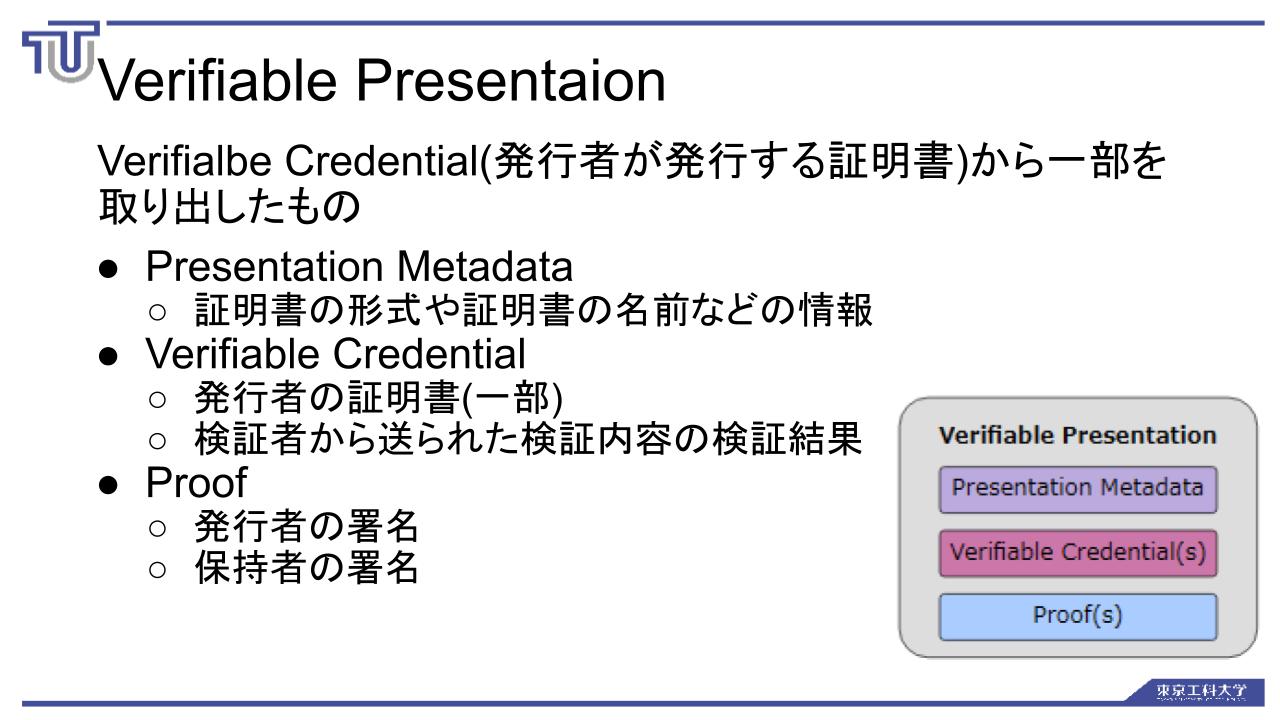 Verifiable Presentaion
Verifialbe Credential(発行者が発行する証明書)から一部を
取り出したもの
● Presentation Metadata
○ 証明書の形式や証明書の名前などの情報
● Verifiable Credential
○ 発行者の証明書(一部)
○ 検証者から送られた検証内容の検証結果
● Proof
○ 発行者の署名
○ 保持者の署名
Verifiable Presentation
Presentation Metadata
Verifiable Credential(s)
Proof(s)
東京工科大学